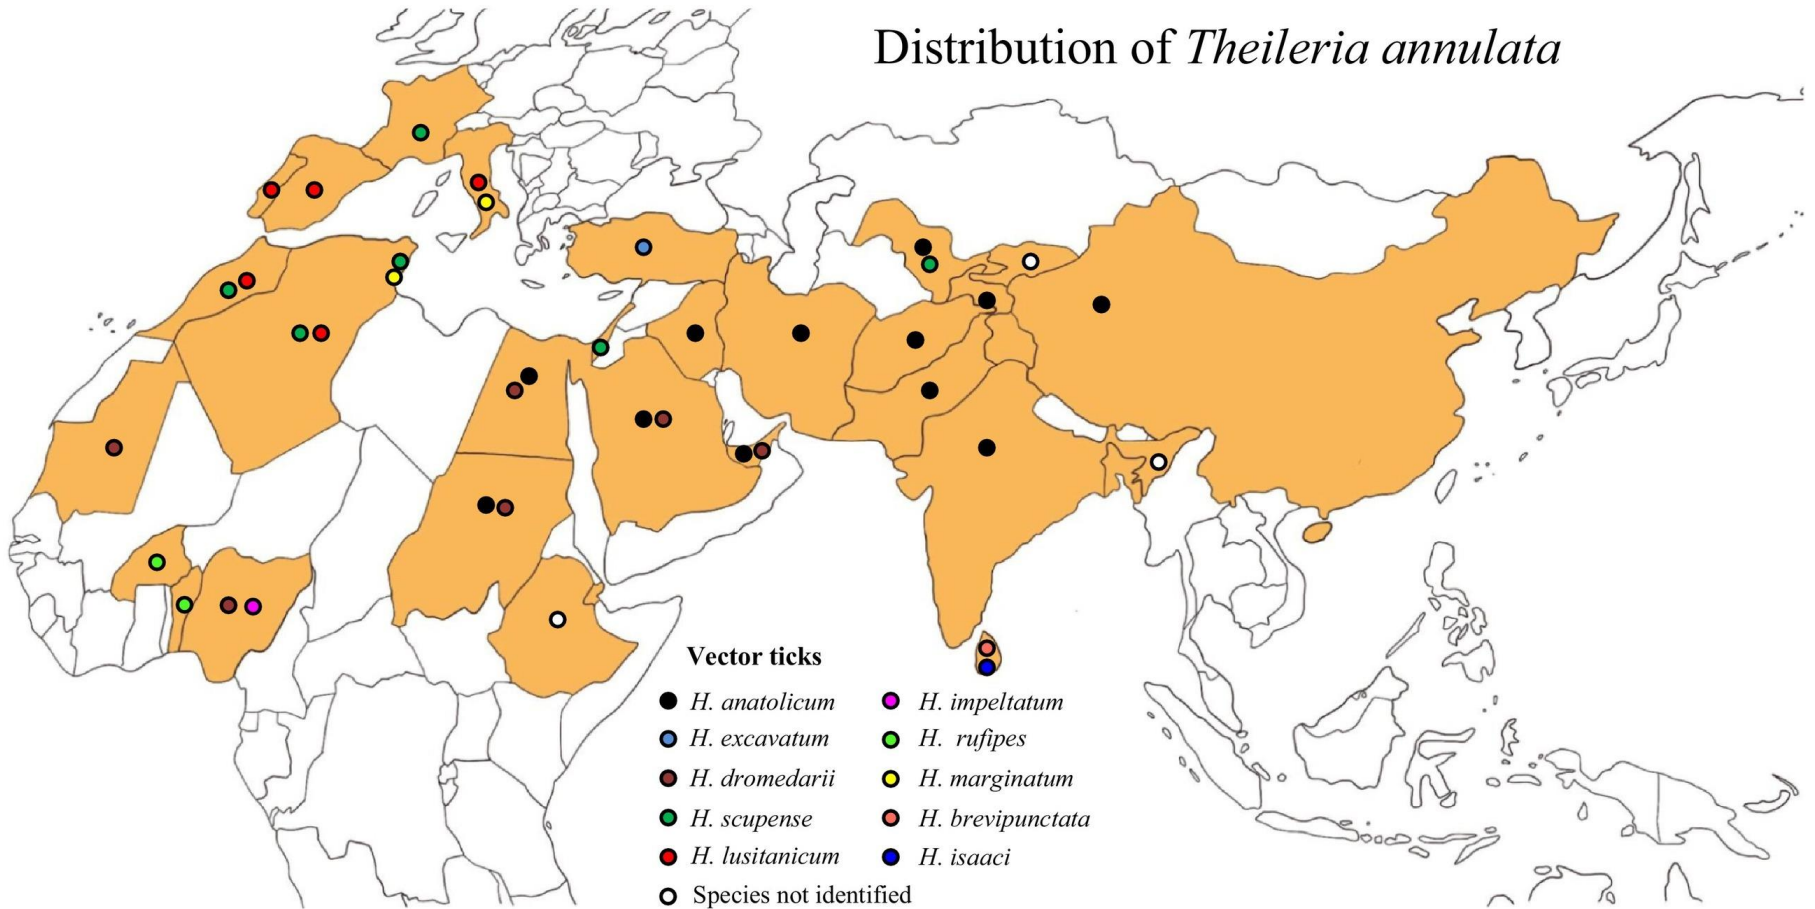 Distribution of Theileria annulata
Vector ticks
H. anatolicum
H. impeltatum
H. excavatum
H. rufipes
H. dromedarii
H. marginatum
H. scupense
H. brevipunctata
H. lusitanicum
H. isaaci
Species not identified